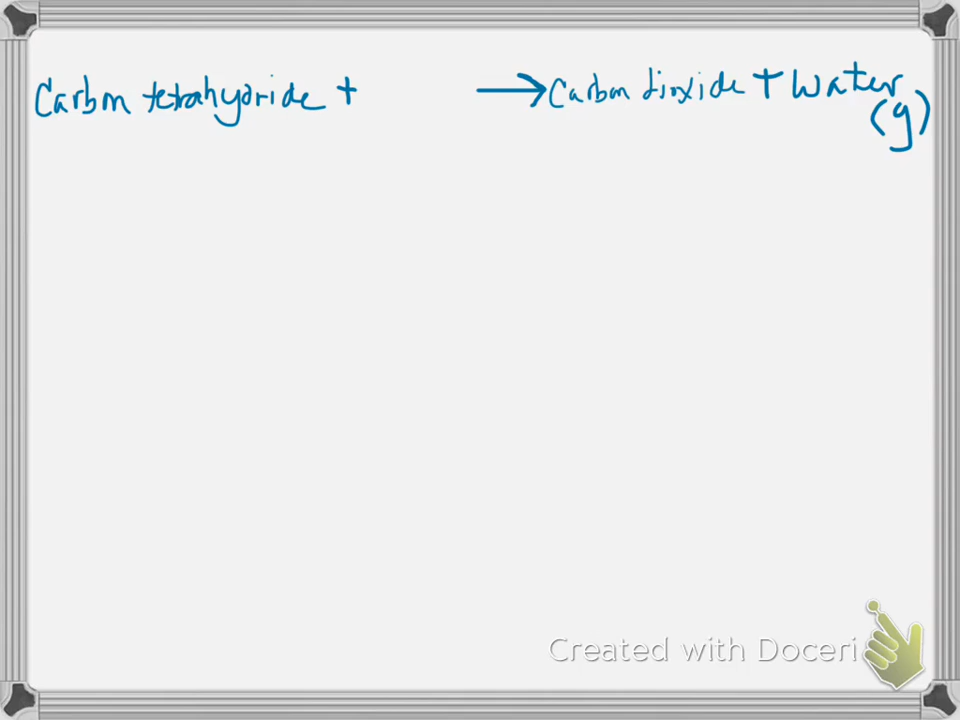 Carbon tetrahydride + → Carbon dioxide + Water
(g)
Created with Doceri